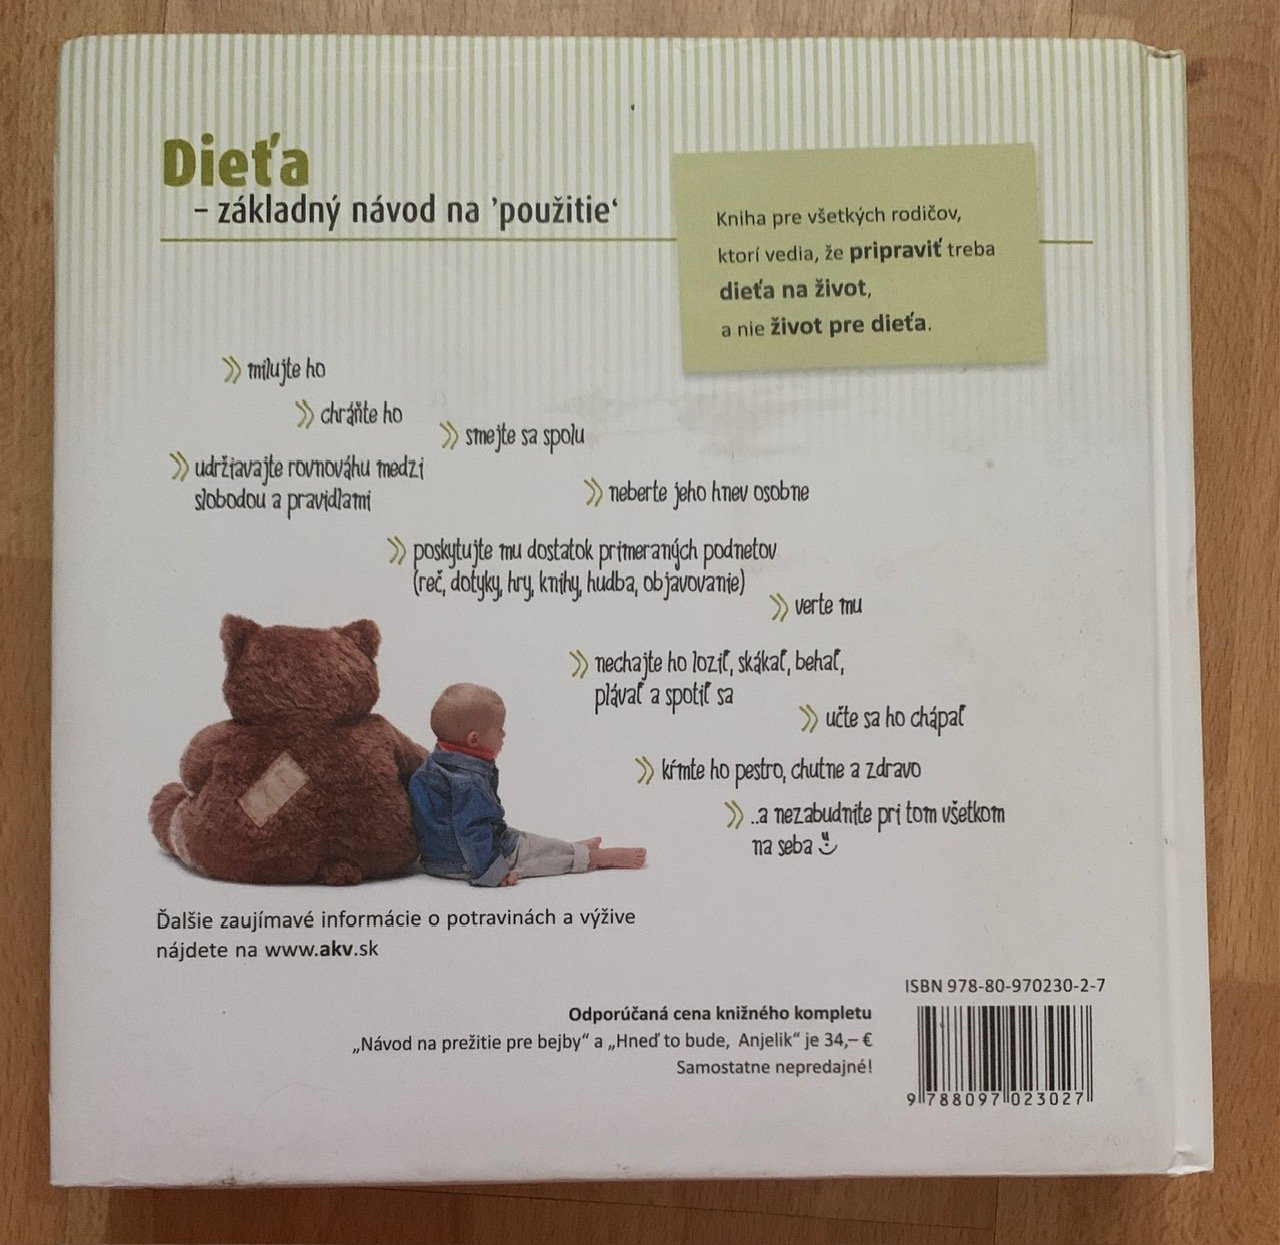 Dieťa
– základný návod na ’použitie‘
Kniha pre všetkých rodičov,
ktorí vedia, že pripraviť treba
dieťa na život,
a nie život pre dieťa.
milujte ho
chráňte ho
smejte sa spolu
udržiavajte rovnováhu medzi
slobodou a pravidlami
neberte jeho hnev osobne
poskytujte mu dostatok primeraných podnetov
(reč, dotyky, hry, knihy, hudba, objavovanie)
verte mu
nechajte ho loziť, skákať, behať,
plávať a spotiť sa
učte sa ho chápať
kŕmte ho pestro, chutne a zdravo
..a nezabudnite pri tom všetkom
na seba
Ďalšie zaujímavé informácie o potravinách a výžive
nájdete na www.akv.sk
ISBN 978-80-970230-2-7
Odporúčaná cena knižného kompletu
„Návod na prežitie pre bejby“ a „Hneď to bude, Anjelik“ je 34,– €
Samostatne nepredajné!
9 788097 023027